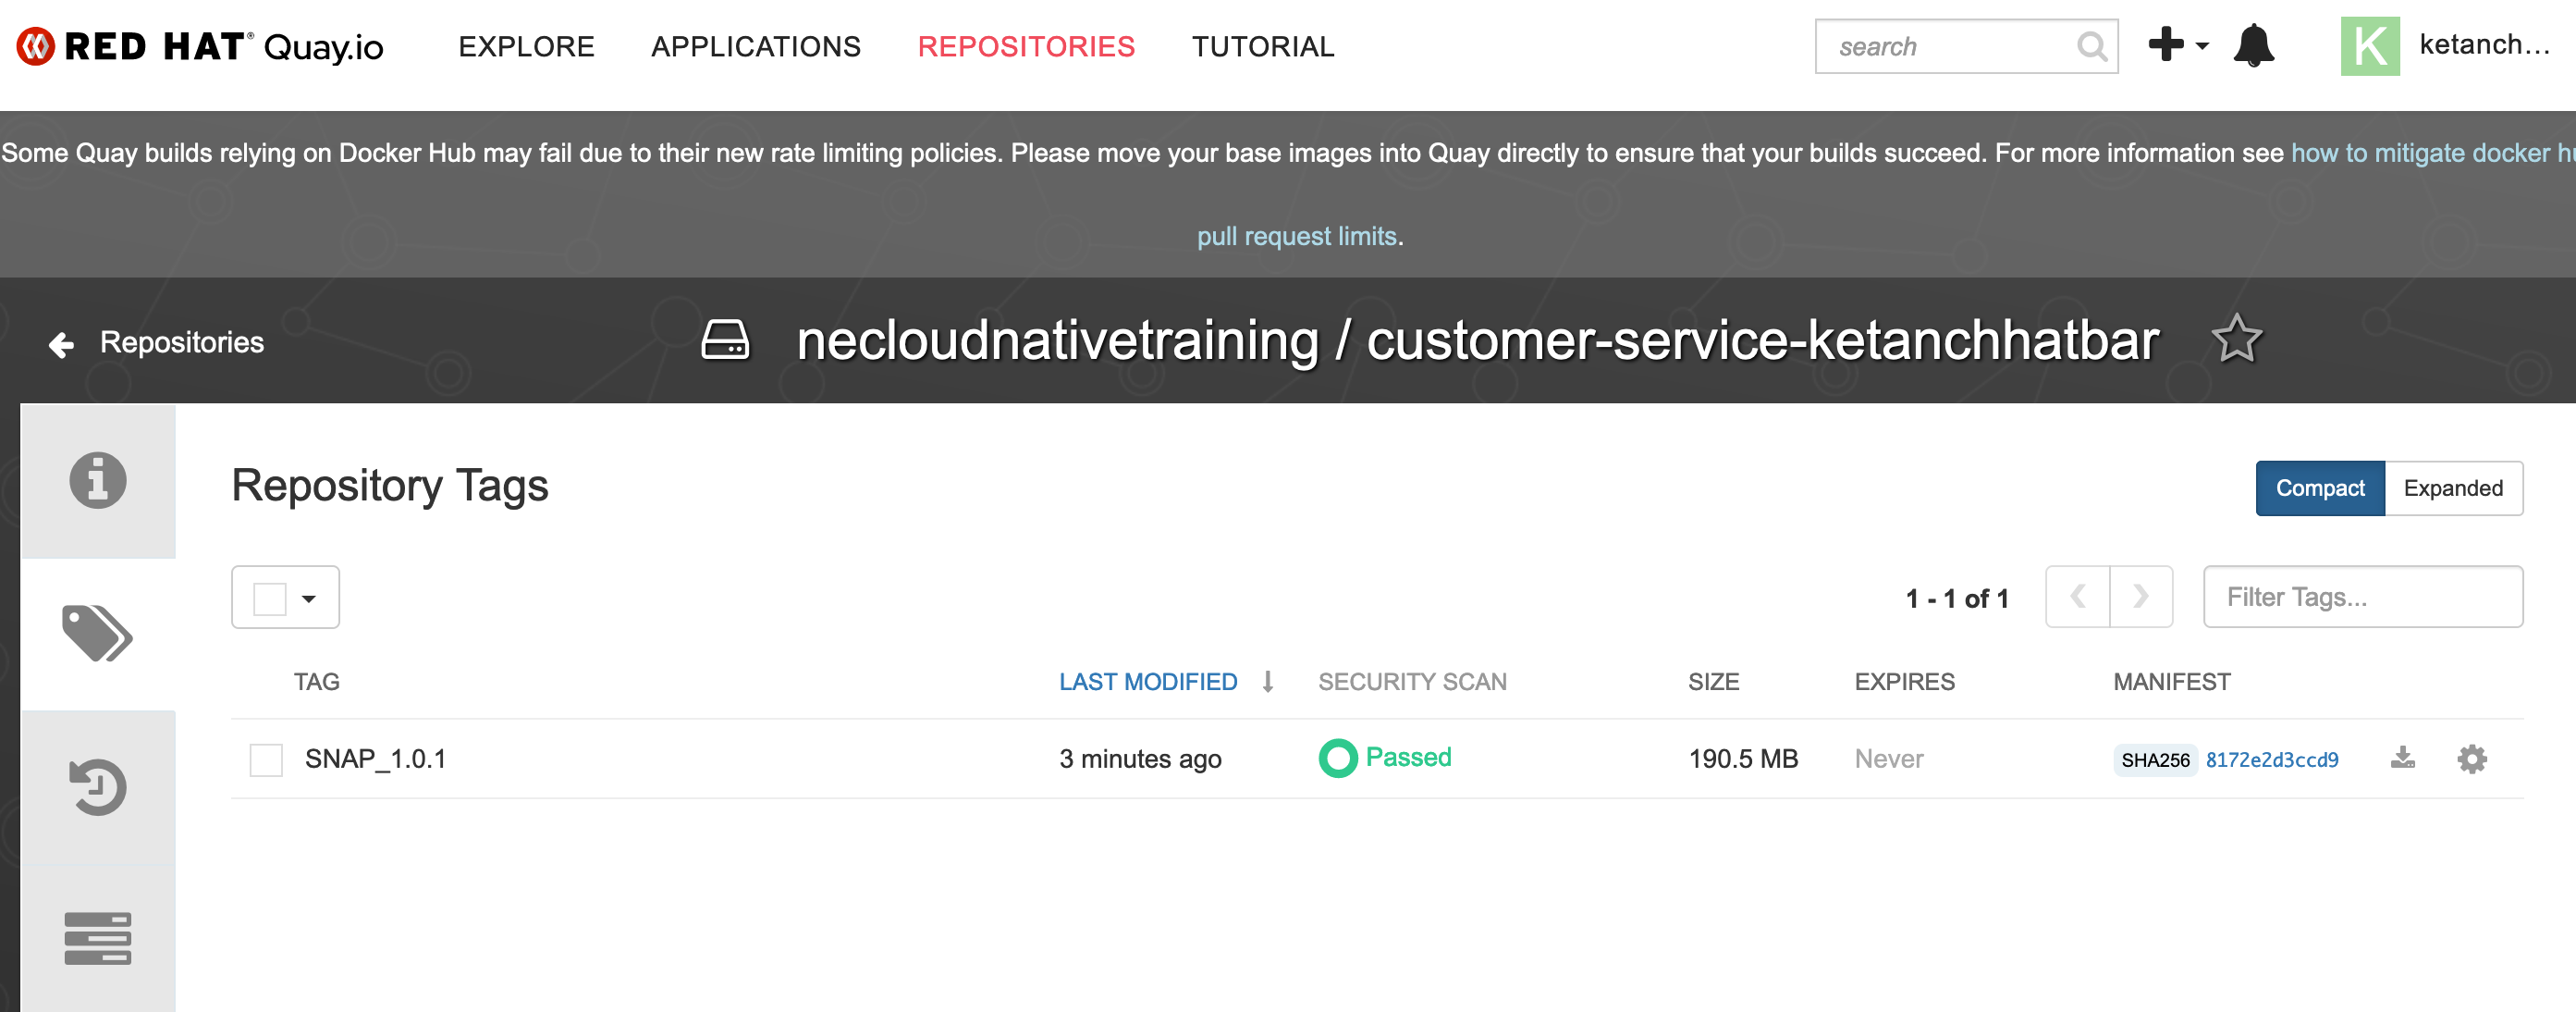 RED HAT® Quay.io EXPLORE APPLICATIONS REPOSITORIES TUTORIAL search K ketanch...
Some Quay builds relying on Docker Hub may fail due to their new rate limiting policies. Please move your base images into Quay directly to ensure that your builds succeed. For more information see how to mitigate docker hu
pull request limits.
Repositories necloudnativetraining / customer-service-ketanchhatbar
Repository Tags Compact Expanded
1 - 1 of 1 Filter Tags...
TAG LAST MODIFIED SECURITY SCAN SIZE EXPIRES MANIFEST
SNAP_1.0.1 3 minutes ago Passed 190.5 MB Never SHA256 8172e2d3ccd9